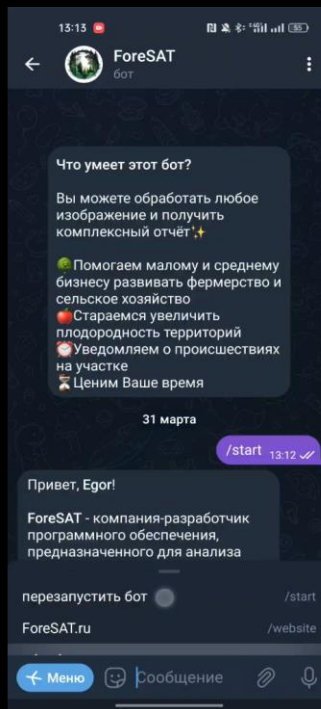 13:13
55
ForeSAT
бот
Что умеет этот бот?
Вы можете обработать любое
изображение и получить
комплексный отчёт✨
🥦Помогаем малому и среднему
бизнесу развивать фермерство и
сельское хозяйство
🍎Стараемся увеличить
плодородность территорий
⏰Уведомляем о происшествиях
на участке
⏳Ценим Ваше время
31 марта
/start 13:12
Привет, Egor!
ForeSAT - компания-разработчик
программного обеспечения,
предназначенного для анализа
перезапустить бот /start
ForeSAT.ru /website
Меню Сообщение